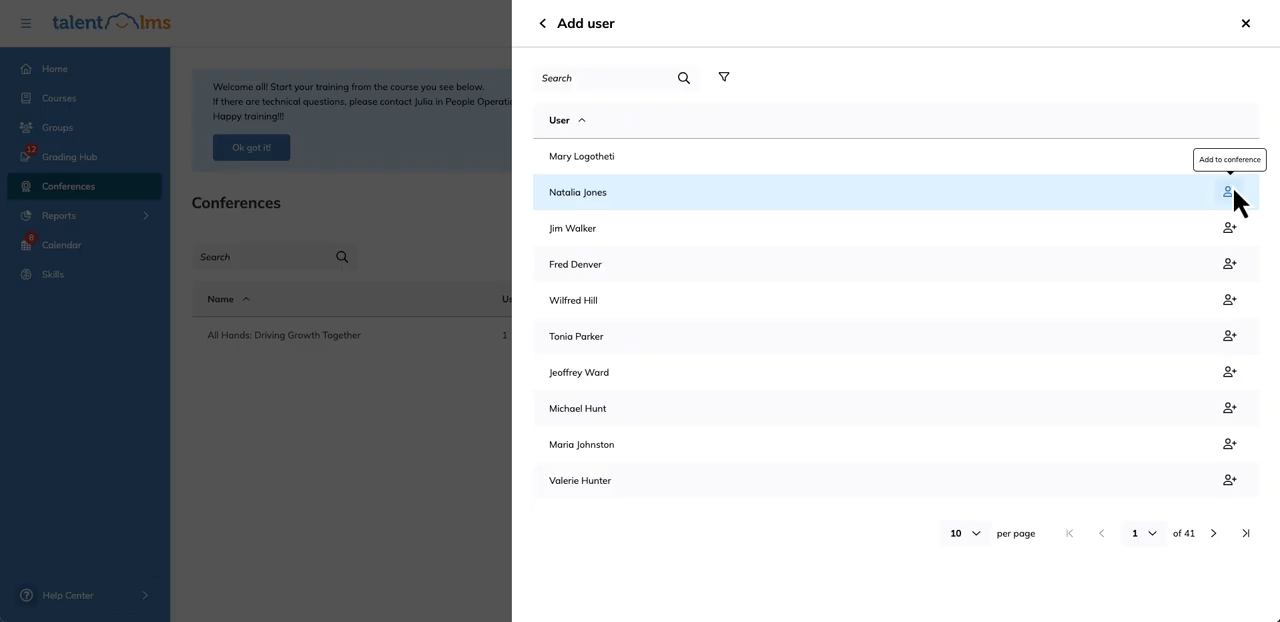 talentlms
Home
Courses
Groups
12
Grading Hub
Conferences
Reports
8
Calendar
Skills
Help Center
Welcome all! Start your training from the course you see below.
If there are technical questions, please contact Julia in People Operatio
Happy training!!!
Ok got it!
Conferences
Search
Name
Us
All Hands: Driving Growth Together
1
Add user
Search
User
Mary Logotheti
Add to conference
Natalia Jones
Jim Walker
Fred Denver
Wilfred Hill
Tonia Parker
Jeoffrey Ward
Michael Hunt
Maria Johnston
Valerie Hunter
10 per page 1 of 41